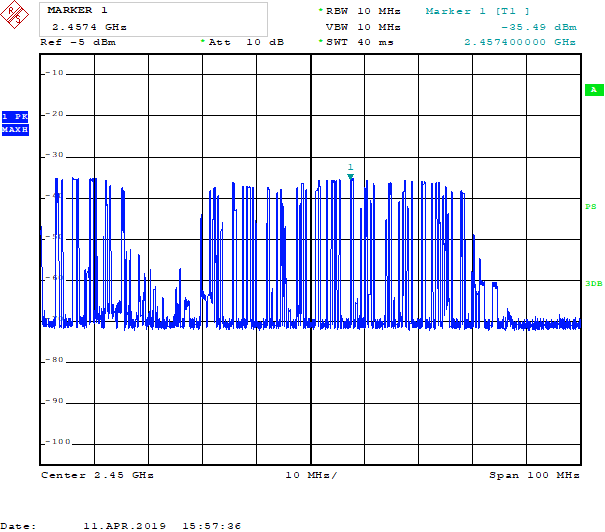 R S
MARKER 1
2.4574 GHz
*RBW 10 MHz
Marker 1 [T1 ]
VBW 10 MHz
-35.49 dBm
Ref -5 dBm
*Att 10 dB
*SWT 40 ms
2.457400000 GHz
-10
A
1 PK
MAXH
-20
-30
1
-40
PS
-50
-60
3DB
-70
-80
-90
-100
Center 2.45 GHz
10 MHz/
Span 100 MHz
Date: 11.APR.2019 15:57:36